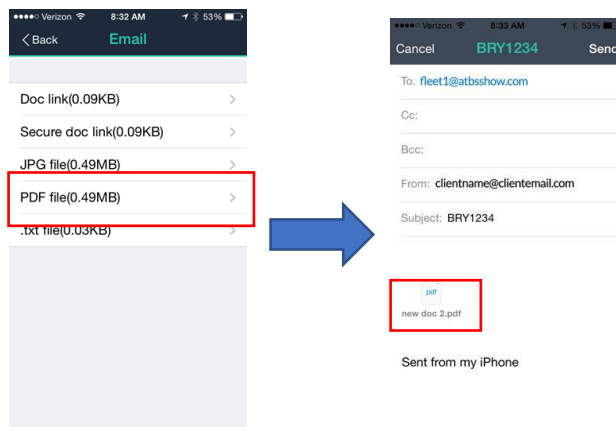 Verizon 8:32 AM 53%
Back Email
Doc link(0.09KB)
Secure doc link(0.09KB)
JPG file(0.49MB)
PDF file(0.49MB)
.txt file(0.03KB)
Verizon 8:33 AM 53%
Cancel BRY1234 Send
To: fleet1@atbsshow.com
Cc:
Bcc:
From: clientname@clientemail.com
Subject: BRY1234
pdf
new doc 2.pdf
Sent from my iPhone